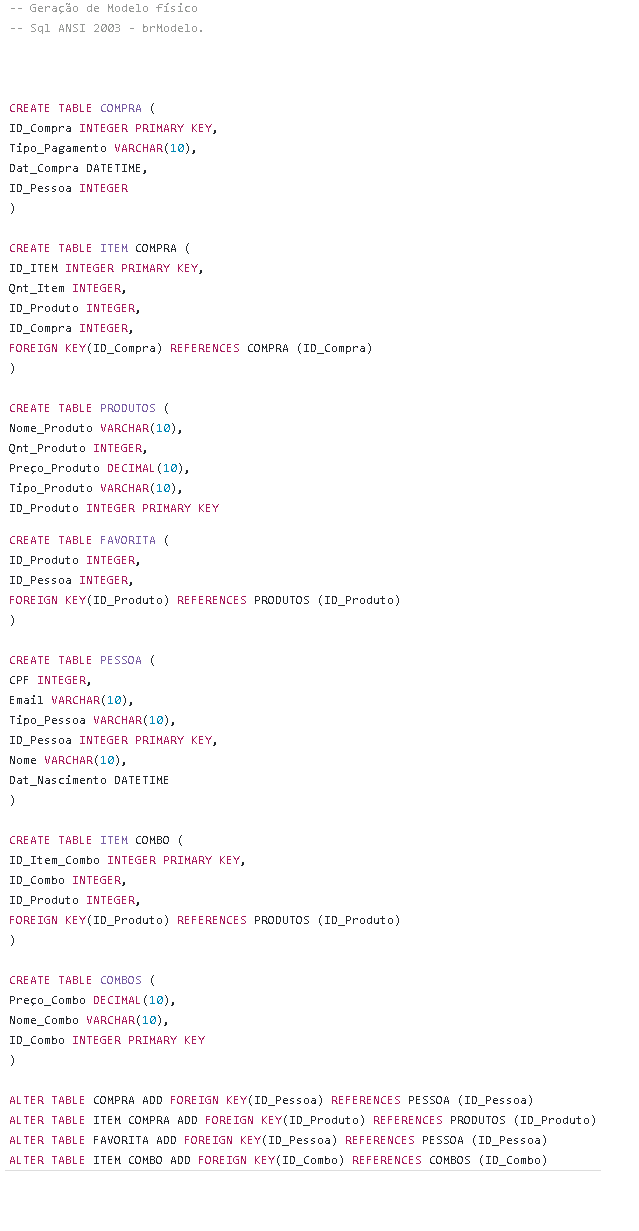 -- Geração de Modelo físico
-- Sql ANSI 2003 - brModelo.
CREATE TABLE COMPRA (
ID_Compra INTEGER PRIMARY KEY,
Tipo_Pagamento VARCHAR(10),
Dat_Compra DATETIME,
ID_Pessoa INTEGER
)
CREATE TABLE ITEM COMPRA (
ID_ITEM INTEGER PRIMARY KEY,
Qnt_Item INTEGER,
ID_Produto INTEGER,
ID_Compra INTEGER,
FOREIGN KEY(ID_Compra) REFERENCES COMPRA (ID_Compra)
)
CREATE TABLE PRODUTOS (
Nome_Produto VARCHAR(10),
Qnt_Produto INTEGER,
Preço_Produto DECIMAL(10),
Tipo_Produto VARCHAR(10),
ID_Produto INTEGER PRIMARY KEY
CREATE TABLE FAVORITA (
ID_Produto INTEGER,
ID_Pessoa INTEGER,
FOREIGN KEY(ID_Produto) REFERENCES PRODUTOS (ID_Produto)
)
CREATE TABLE PESSOA (
CPF INTEGER,
Email VARCHAR(10),
Tipo_Pessoa VARCHAR(10),
ID_Pessoa INTEGER PRIMARY KEY,
Nome VARCHAR(10),
Dat_Nascimento DATETIME
)
CREATE TABLE ITEM COMBO (
ID_Item_Combo INTEGER PRIMARY KEY,
ID_Combo INTEGER,
ID_Produto INTEGER,
FOREIGN KEY(ID_Produto) REFERENCES PRODUTOS (ID_Produto)
)
CREATE TABLE COMBOS (
Preço_Combo DECIMAL(10),
Nome_Combo VARCHAR(10),
ID_Combo INTEGER PRIMARY KEY
)
ALTER TABLE COMPRA ADD FOREIGN KEY(ID_Pessoa) REFERENCES PESSOA (ID_Pessoa)
ALTER TABLE ITEM COMPRA ADD FOREIGN KEY(ID_Produto) REFERENCES PRODUTOS (ID_Produto)
ALTER TABLE FAVORITA ADD FOREIGN KEY(ID_Pessoa) REFERENCES PESSOA (ID_Pessoa)
ALTER TABLE ITEM COMBO ADD FOREIGN KEY(ID_Combo) REFERENCES COMBOS (ID_Combo)